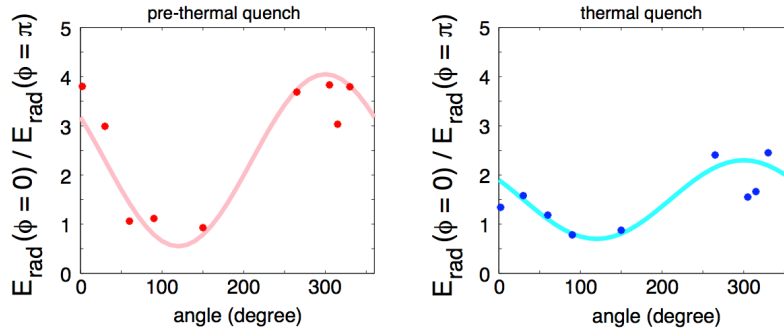 pre-thermal quench
E_rad(ϕ = 0) / E_rad(ϕ = π)
5
4
3
2
1
0
0 100 200 300
angle (degree)
thermal quench
E_rad(ϕ = 0) / E_rad(ϕ = π)
5
4
3
2
1
0
0 100 200 300
angle (degree)